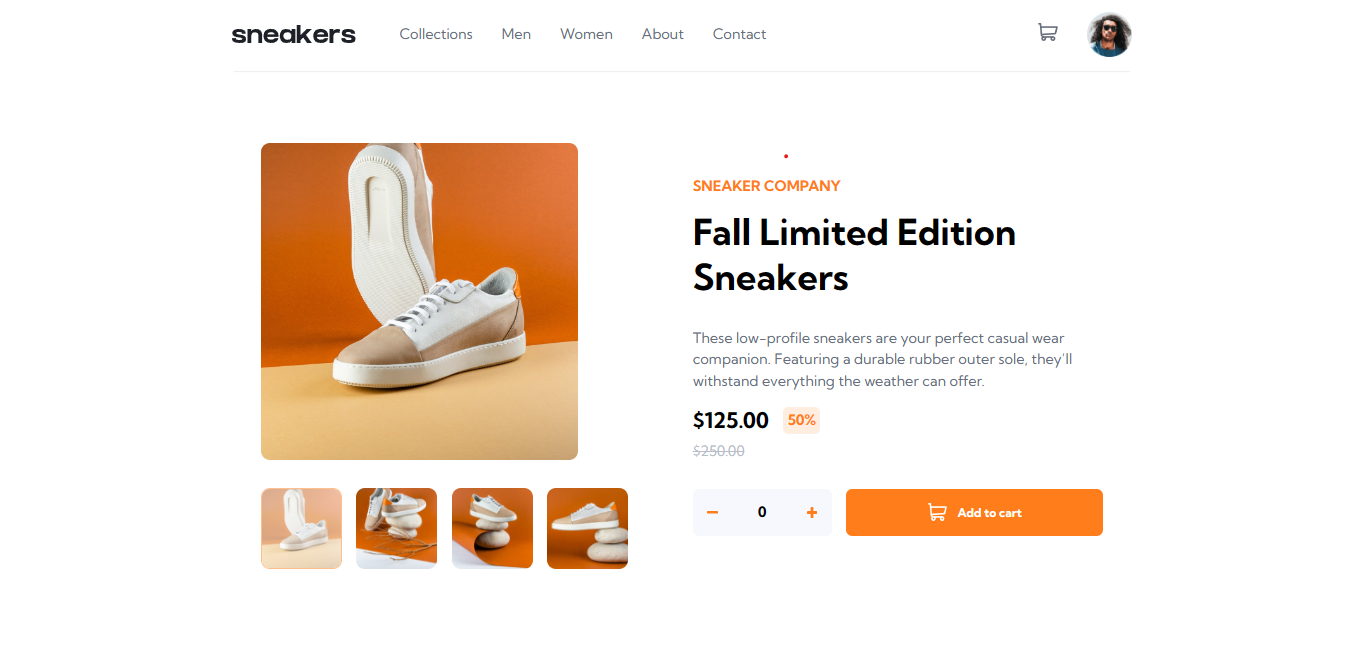 sneakers
Collections Men Women About Contact
SNEAKER COMPANY
Fall Limited Edition
Sneakers
These low-profile sneakers are your perfect casual wear
companion. Featuring a durable rubber outer sole, they’ll
withstand everything the weather can offer.
$125.00 50%
$250.00
0 Add to cart